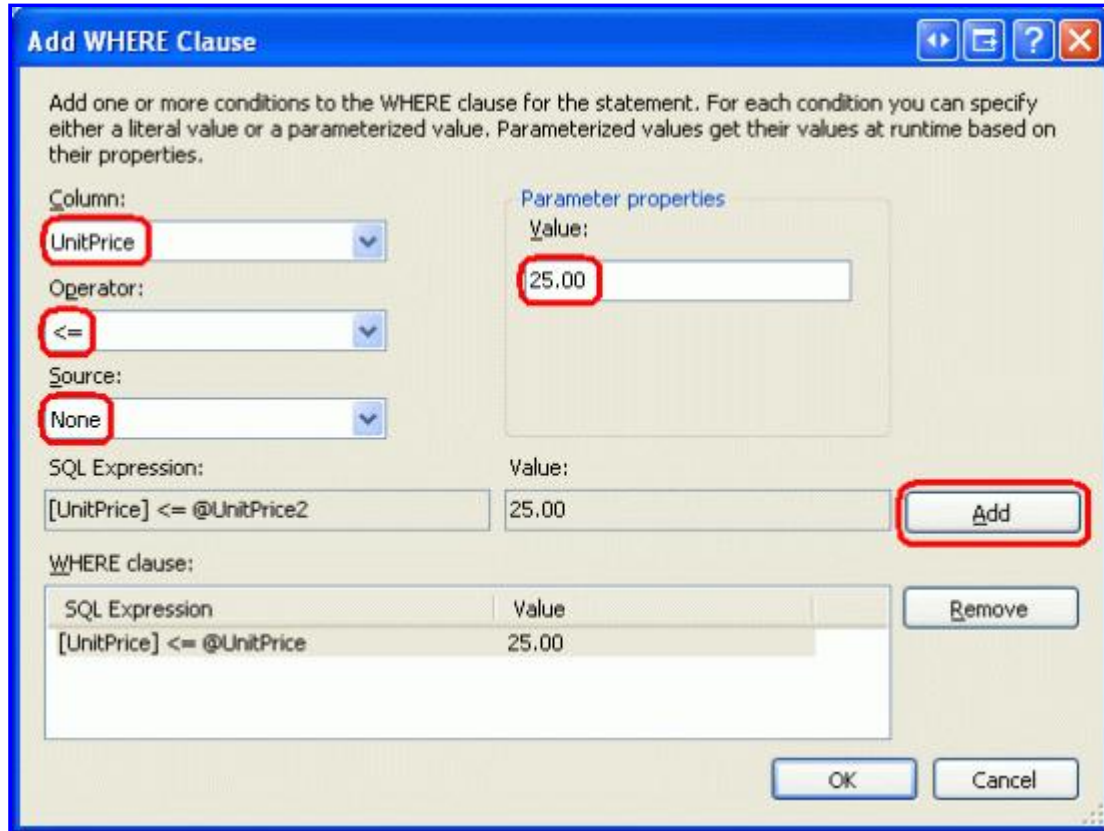 Add WHERE Clause
Add one or more conditions to the WHERE clause for the statement. For each condition you can specify
either a literal value or a parameterized value. Parameterized values get their values at runtime based on
their properties.
Column:
UnitPrice
Operator:
<=
Source:
None
Parameter properties
Value:
25.00
SQL Expression:
[UnitPrice] <= @UnitPrice2
Value:
25.00
Add
WHERE clause:
SQL Expression Value
[UnitPrice] <= @UnitPrice 25.00
Remove
OK Cancel